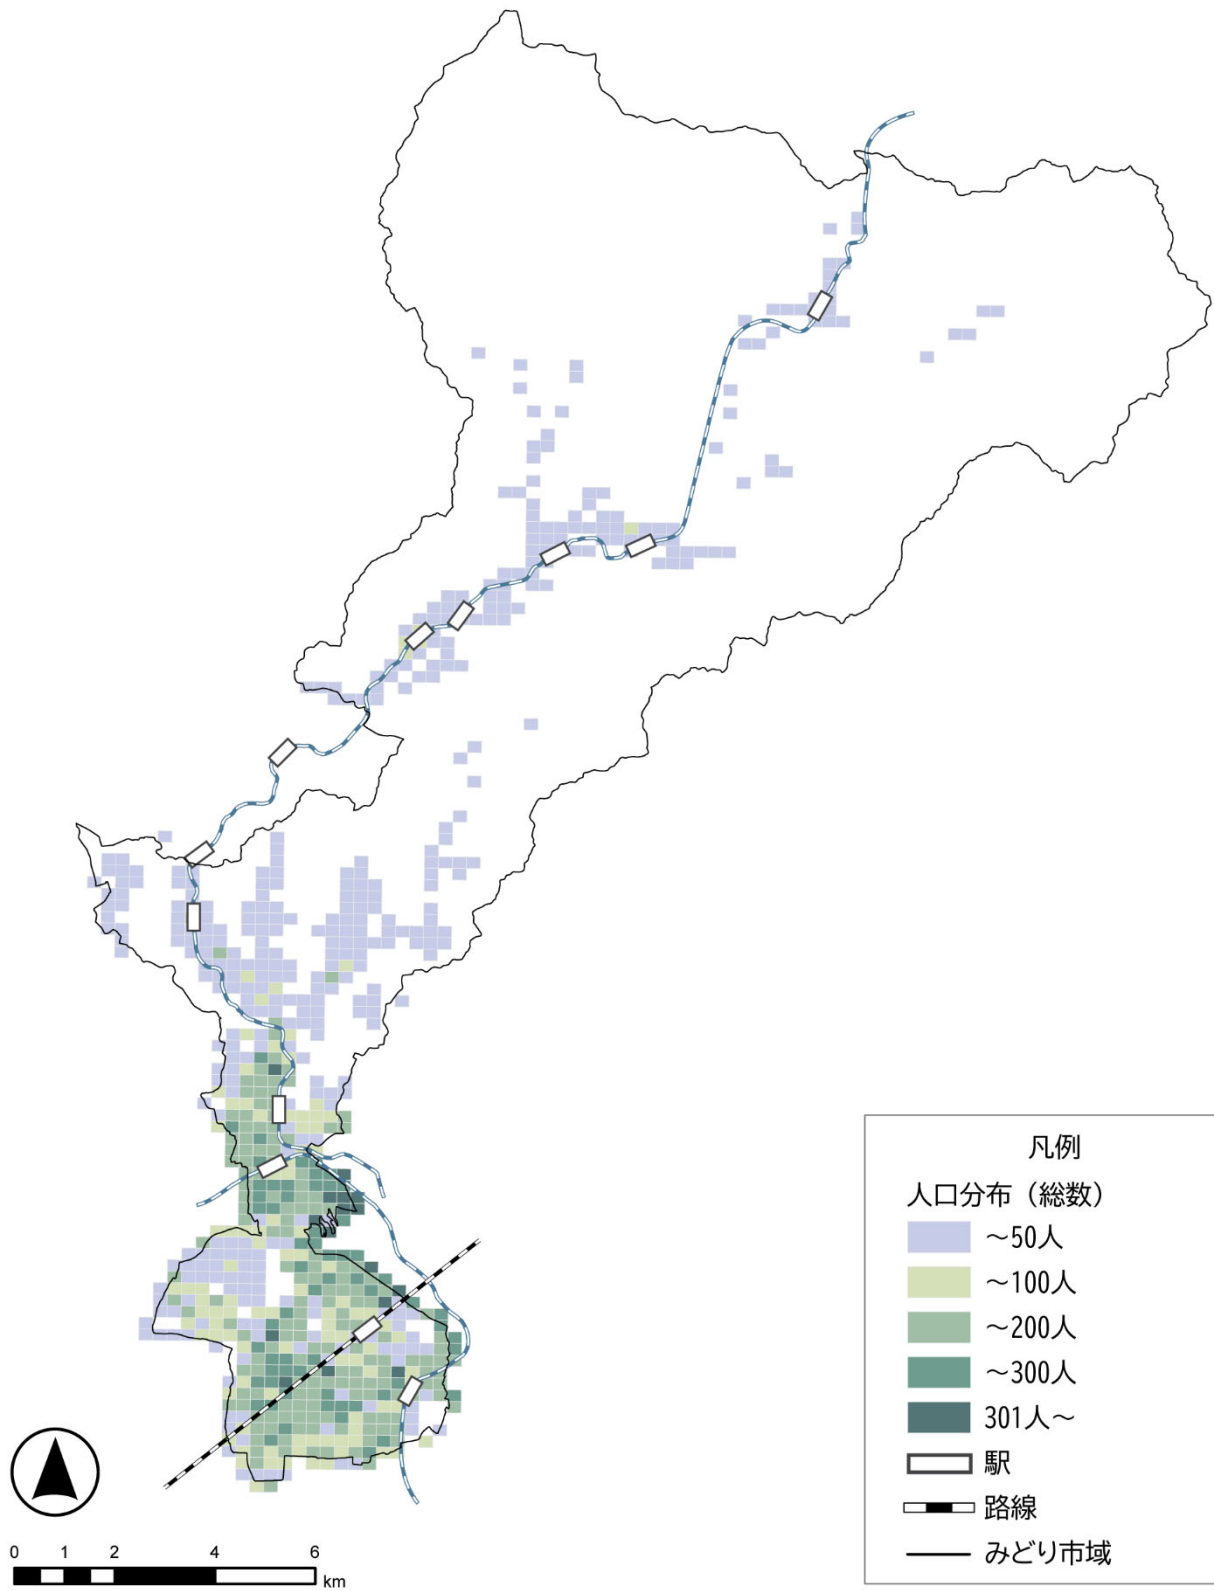 凡例
人口分布（総数）
～50人
～100人
～200人
～300人
301人～
駅
路線
みどり市域
0 1 2 4 6
km